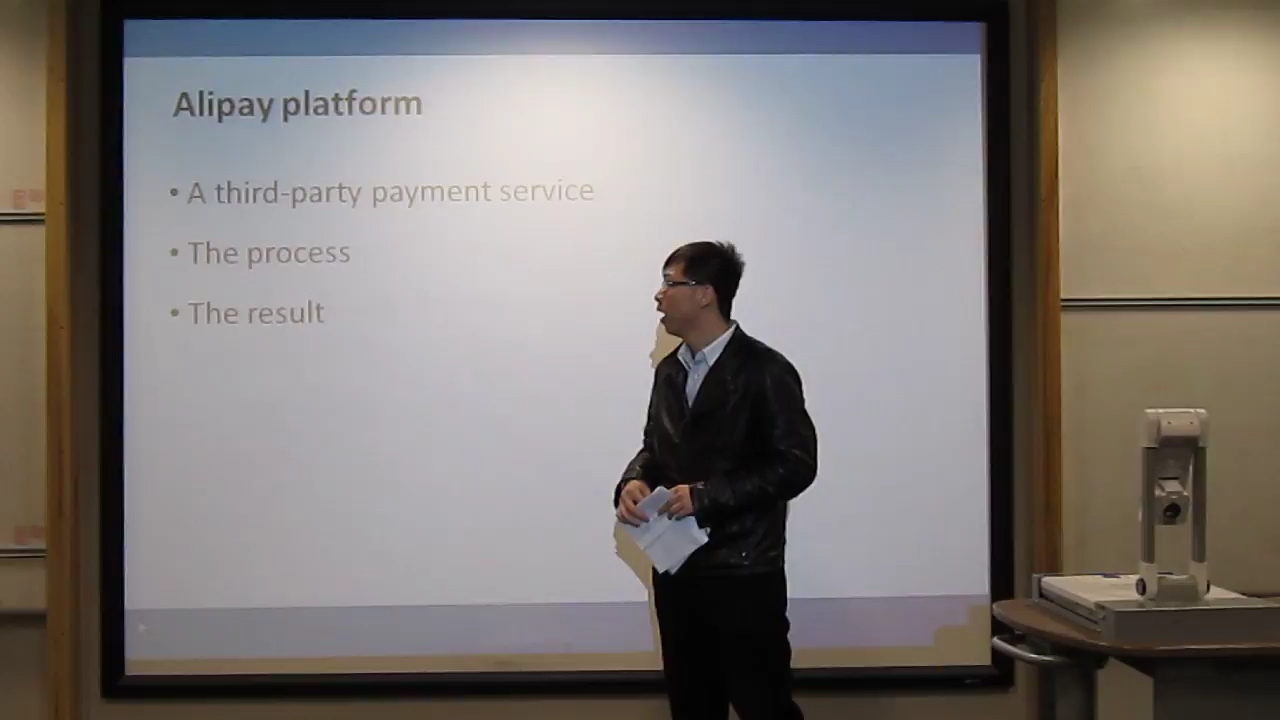 Alipay platform
• A third-party payment service
• The process
• The result